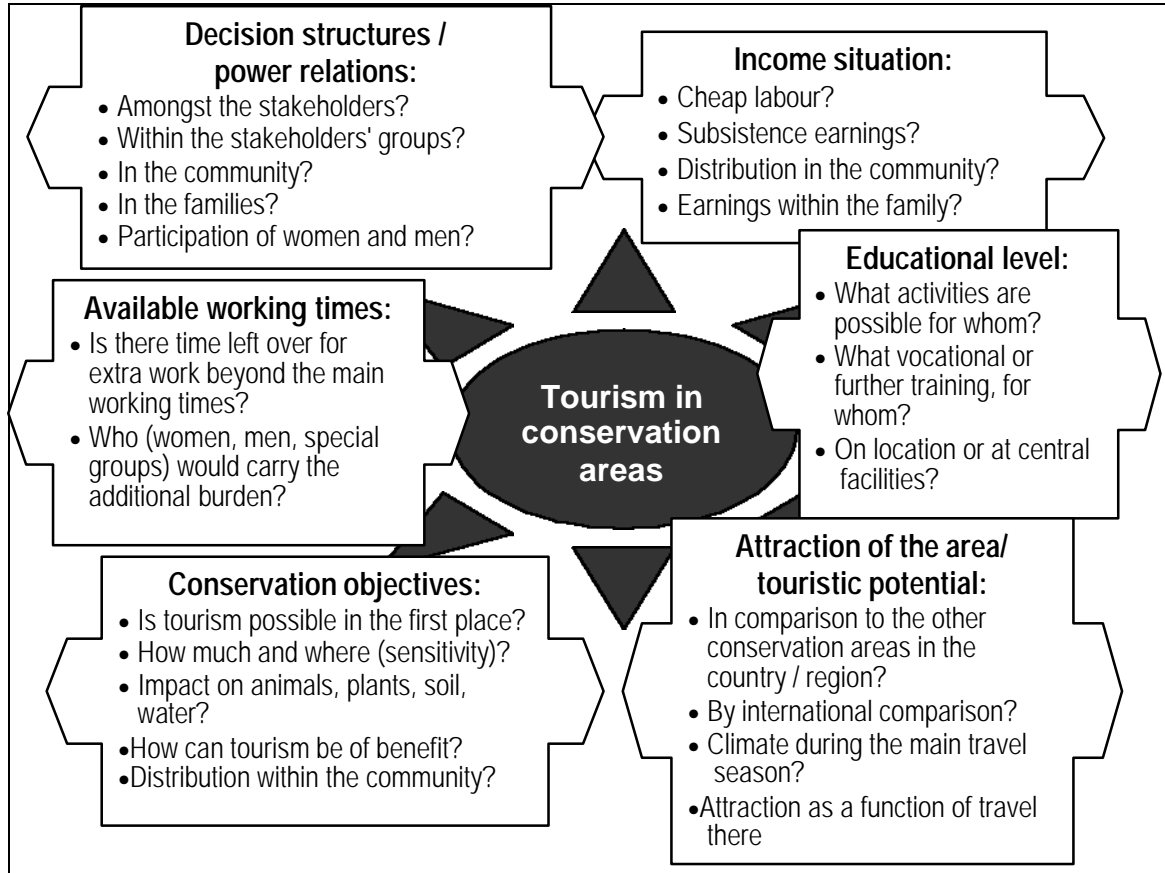 Decision structures /
power relations:
• Amongst the stakeholders?
• Within the stakeholders' groups?
• In the community?
• In the families?
• Participation of women and men?
Income situation:
• Cheap labour?
• Subsistence earnings?
• Distribution in the community?
• Earnings within the family?
Available working times:
• Is there time left over for
extra work beyond the main
working times?
• Who (women, men, special
groups) would carry the
additional burden?
Tourism in
conservation
areas
Educational level:
• What activities are
possible for whom?
• What vocational or
further training, for
whom?
• On location or at central
facilities?
Conservation objectives:
• Is tourism possible in the first place?
• How much and where (sensitivity)?
• Impact on animals, plants, soil,
water?
•How can tourism be of benefit?
•Distribution within the community?
Attraction of the area/
touristic potential:
• In comparison to the other
conservation areas in the
country / region?
• By international comparison?
• Climate during the main travel
season?
•Attraction as a function of travel
there